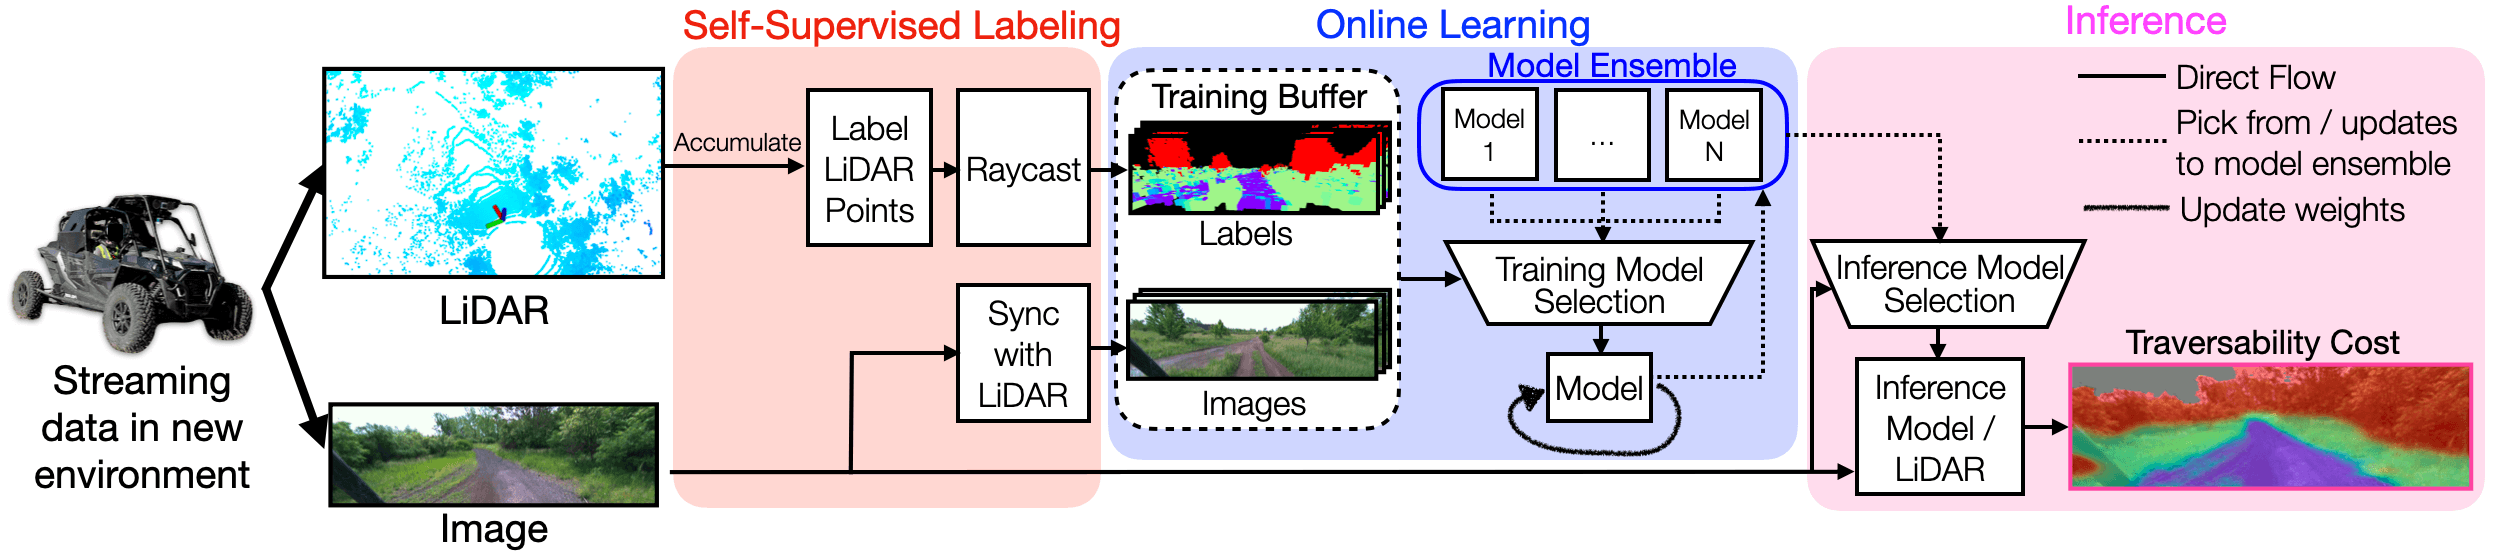 Self-Supervised Labeling
Online Learning
Inference
Streaming
data in new
environment
LiDAR
Image
Accumulate
Label
LiDAR
Points
Raycast
Sync
with
LiDAR
Training Buffer
Labels
Images
Model Ensemble
Model
1
...
Model
N
Training Model
Selection
Model
Direct Flow
Pick from / updates
to model ensemble
Update weights
Inference Model
Selection
Inference
Model /
LiDAR
Traversability Cost